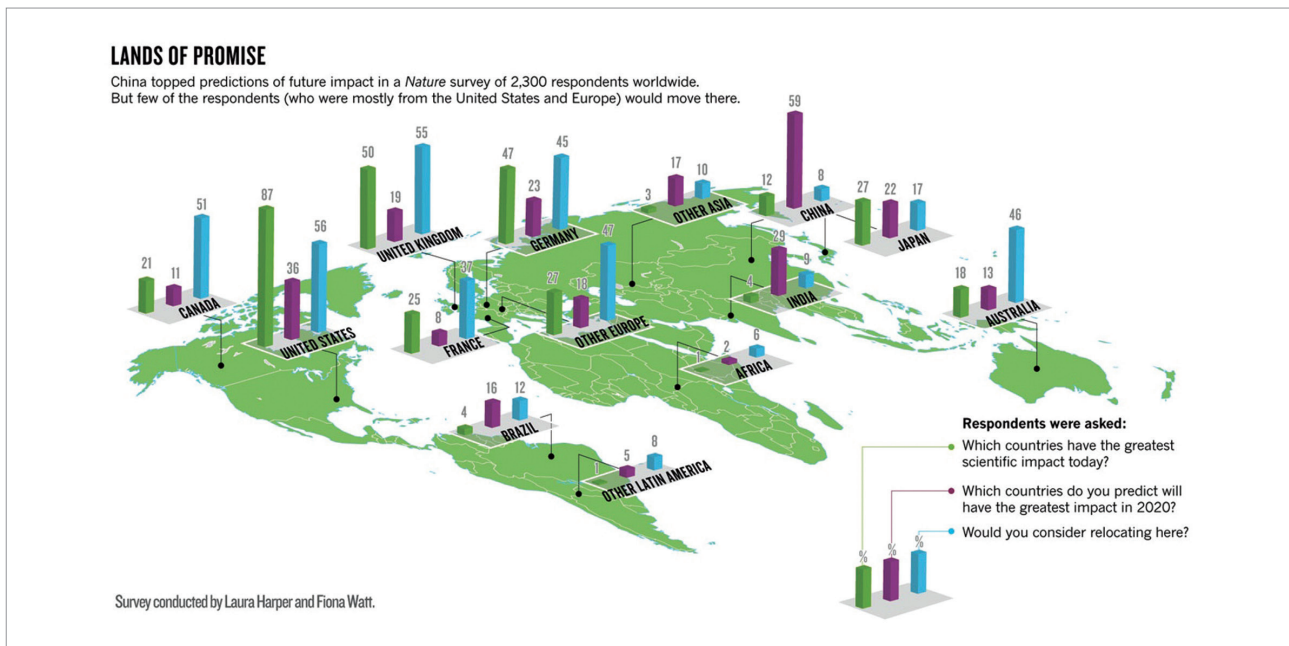 LANDS OF PROMISE
China topped predictions of future impact in a Nature survey of 2,300 respondents worldwide.
But few of the respondents (who were mostly from the United States and Europe) would move there.
21 11 51
CANADA
87 36 56
UNITED STATES
50 19 55
UNITED KINGDOM
47 23 45
GERMANY
25 8 37
FRANCE
27 18 47
OTHER EUROPE
3 17 10
OTHER ASIA
12 59 8
CHINA
27 22 17
JAPAN
4 29 9
INDIA
18 13 46
AUSTRALIA
1 2 6
AFRICA
4 16 12
BRAZIL
1 5 8
OTHER LATIN AMERICA
Respondents were asked:
Which countries have the greatest
scientific impact today?
Which countries do you predict will
have the greatest impact in 2020?
Would you consider relocating here?
% % %
Survey conducted by Laura Harper and Fiona Watt.